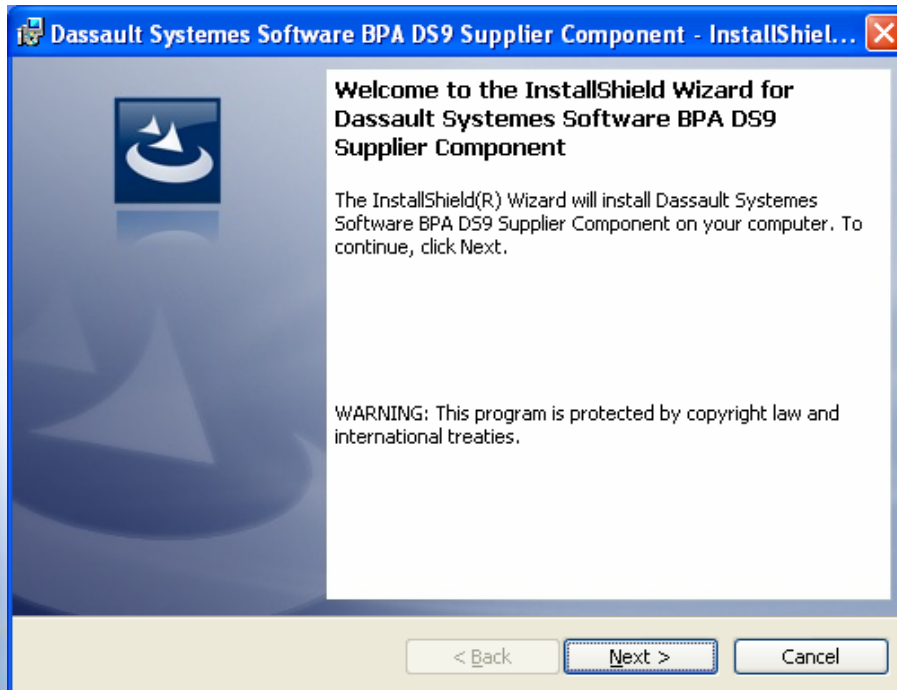 Dassault Systemes Software BPA DS9 Supplier Component - InstallShiel...
Welcome to the InstallShield Wizard for
Dassault Systemes Software BPA DS9
Supplier Component
The InstallShield(R) Wizard will install Dassault Systemes
Software BPA DS9 Supplier Component on your computer. To
continue, click Next.
WARNING: This program is protected by copyright law and
international treaties.
< Back
Next >
Cancel